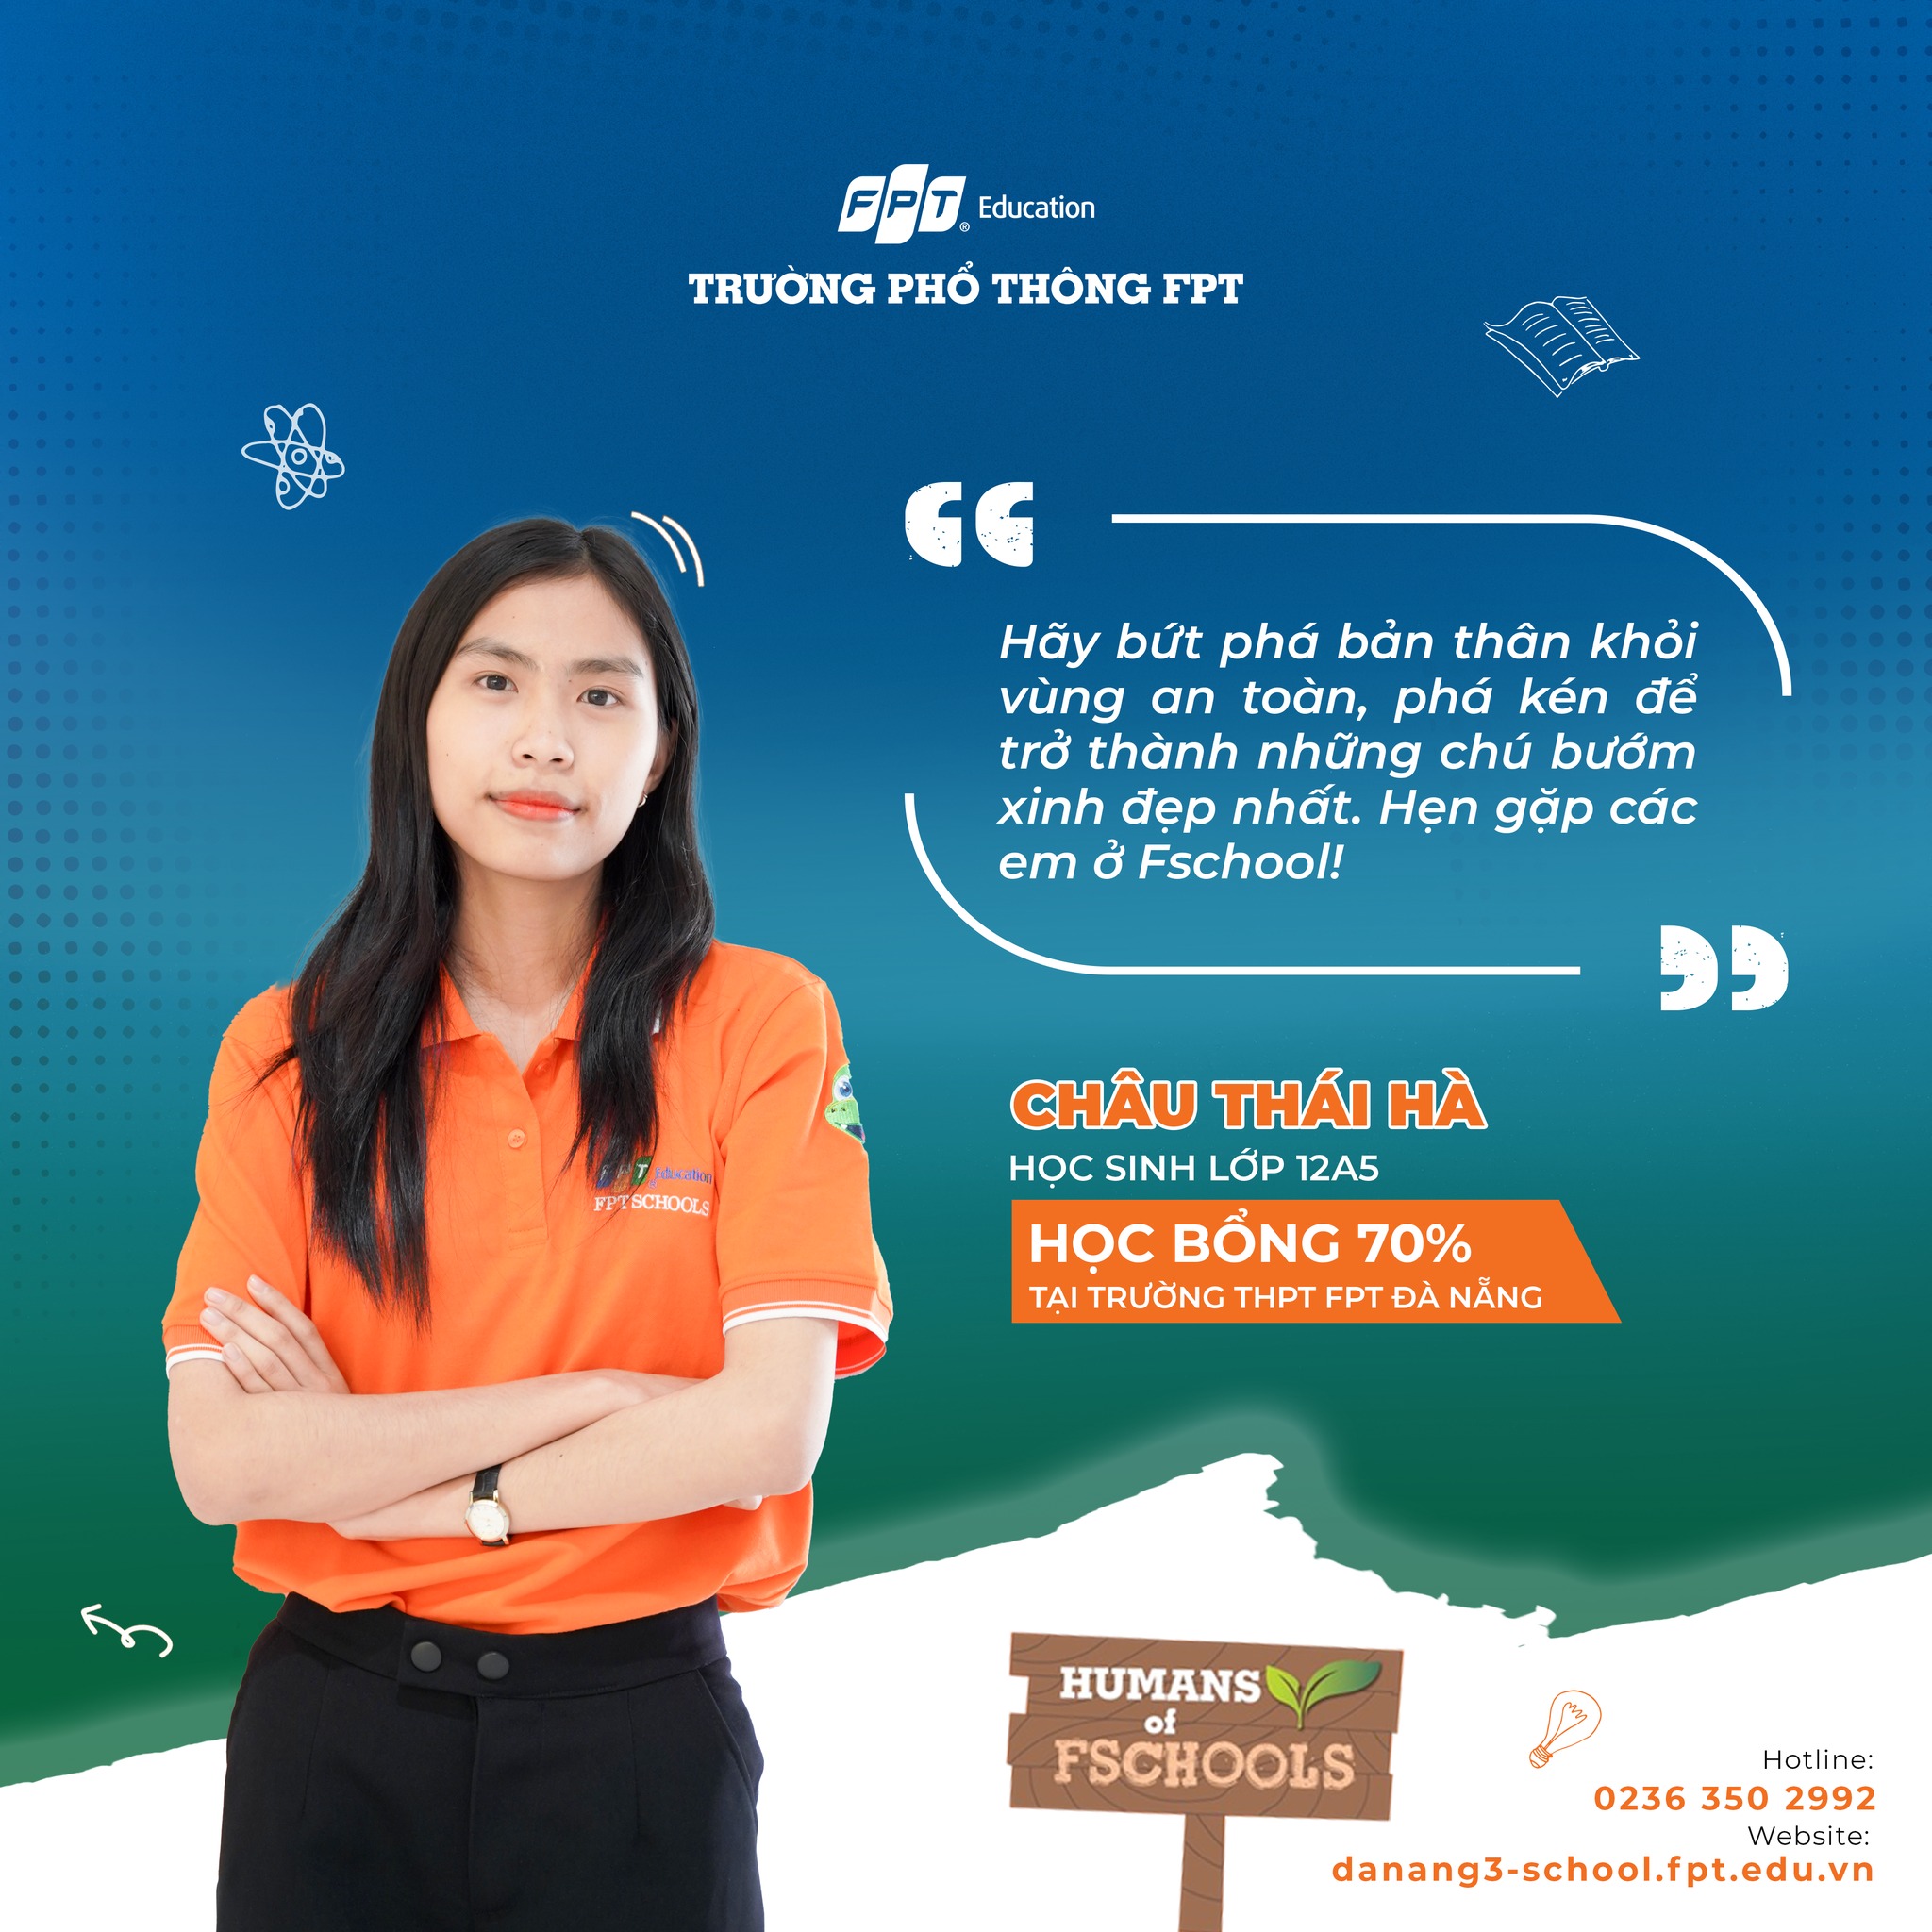 FPT® Education
TRƯỜNG PHỔ THÔNG FPT
Hãy bứt phá bản thân khỏi
vùng an toàn, phá kén để
trở thành những chú bướm
xinh đẹp nhất. Hẹn gặp các
em ở Fschool!
CHÂU THÁI HÀ
HỌC SINH LỚP 12A5
HỌC BỔNG 70%
TẠI TRƯỜNG THPT FPT ĐÀ NẴNG
FPT Education
FPT SCHOOLS
HUMANS
of
FSCHOOLS
Hotline:
0236 350 2992
Website:
danang3-school.fpt.edu.vn